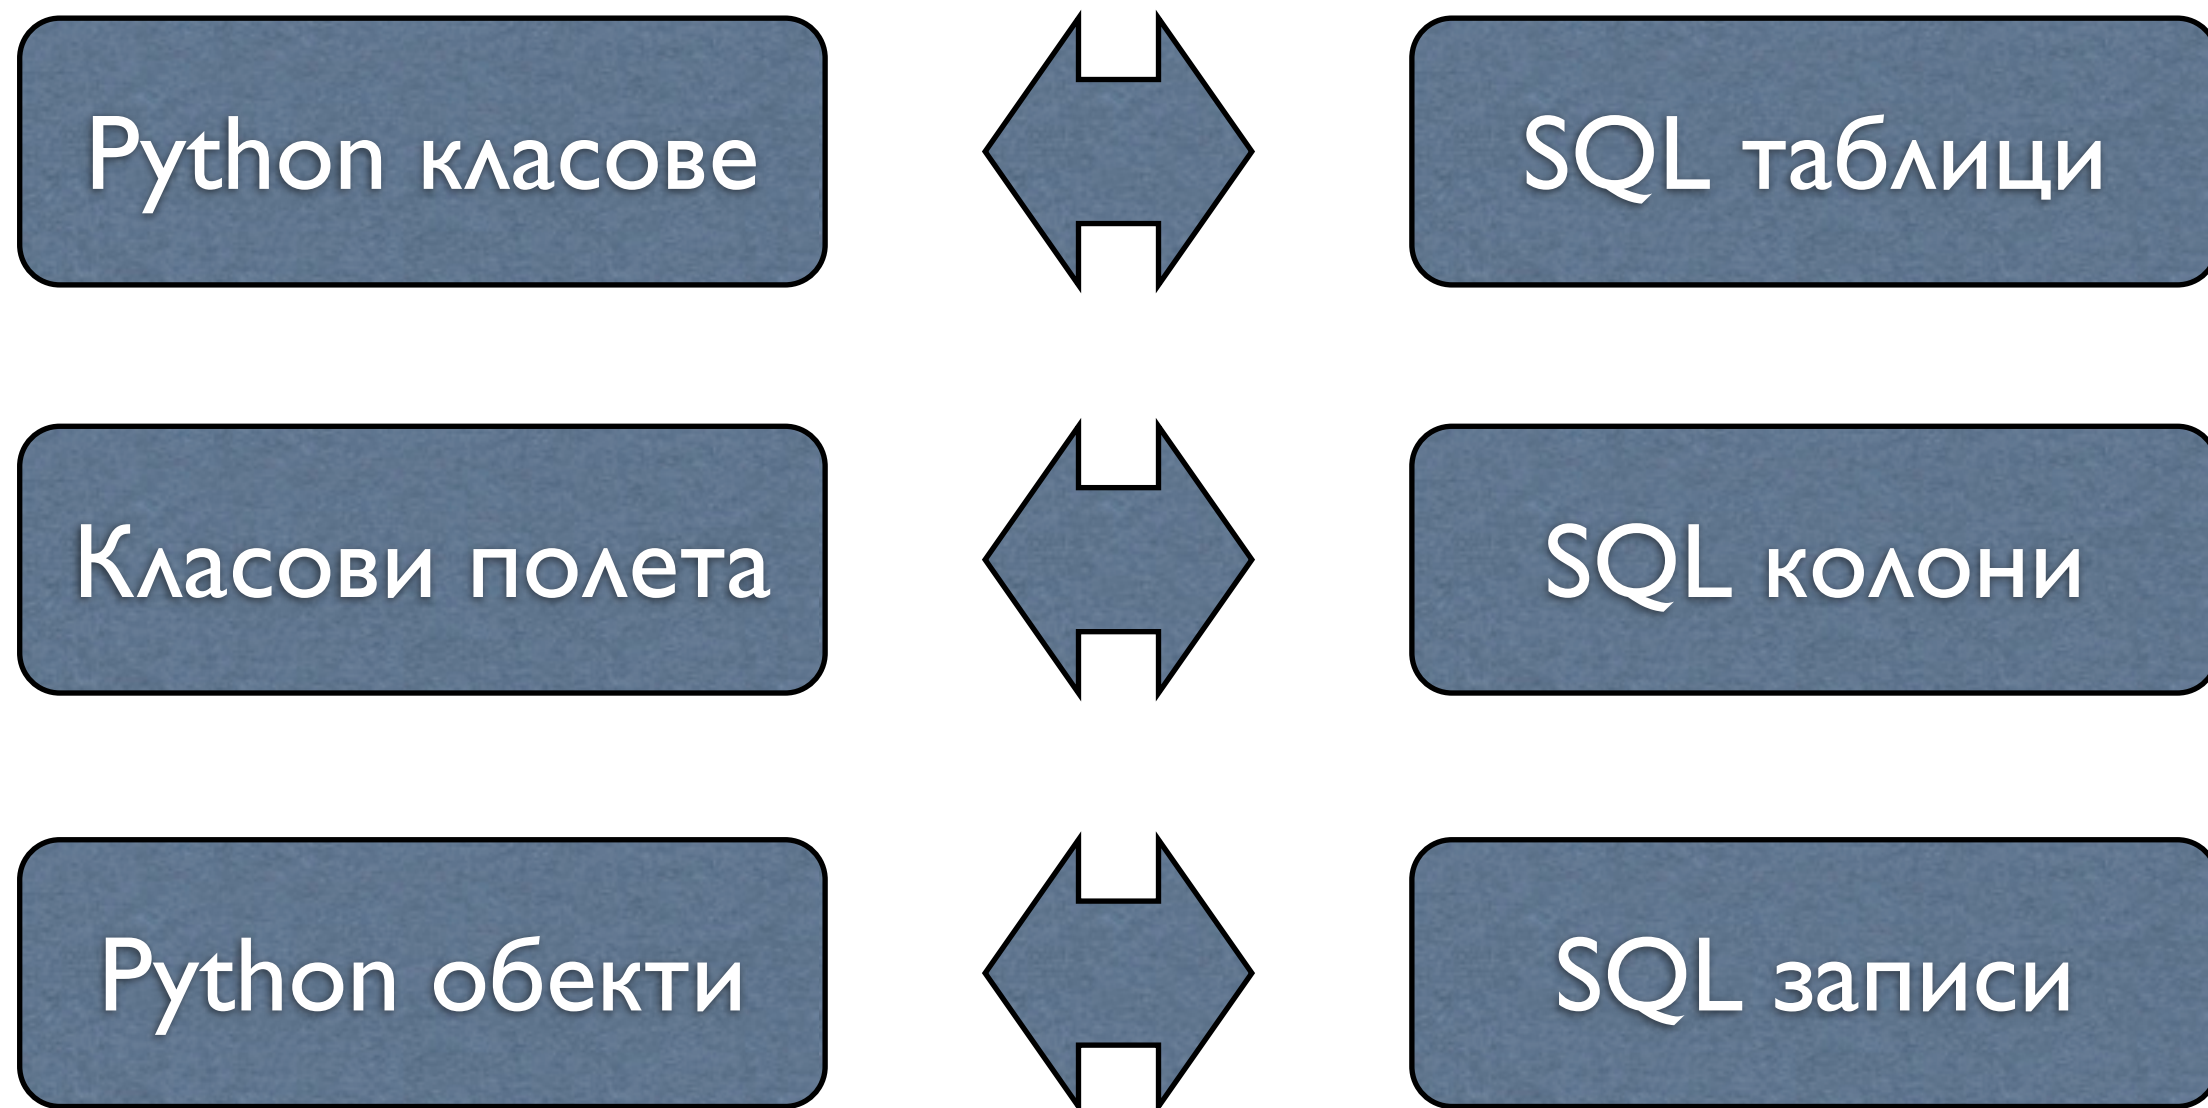 Python класове
SQL таблици
Класови полета
SQL колони
Python обекти
SQL записи